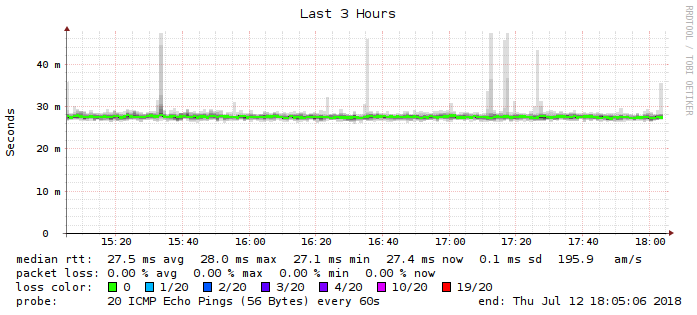 Last 3 Hours
RRDTOOL / TOBI OETIKER
Seconds
40 m
30 m
20 m
10 m
0
15:20 15:40 16:00 16:20 16:40 17:00 17:20 17:40 18:00
median rtt: 27.5 ms avg 28.0 ms max 27.1 ms min 27.4 ms now 0.1 ms sd 195.9 am/s
packet loss: 0.00 % avg 0.00 % max 0.00 % min 0.00 % now
loss color: 0 1/20 2/20 3/20 4/20 10/20 19/20
probe: 20 ICMP Echo Pings (56 Bytes) every 60s end: Thu Jul 12 18:05:06 2018